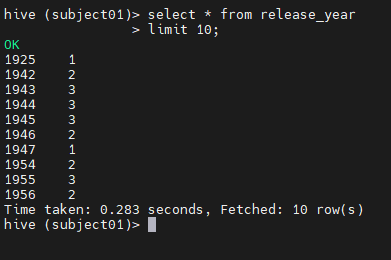 hive (subject01)> select * from release_year
                > limit 10;
OK
1925    1
1942    2
1943    3
1944    3
1945    3
1946    2
1947    1
1954    2
1955    3
1956    2
Time taken: 0.283 seconds, Fetched: 10 row(s)
hive (subject01)>